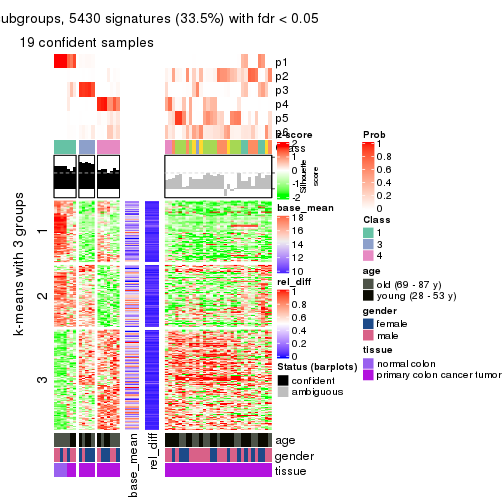 ubgroups, 5430 signatures (33.5%) with fdr < 0.05
19 confident samples
p1
p2
p3
p4
p5
p6
Class
z-score
2
1
0
-1
-2
Silhouette
score
k-means with 3 groups
1
2
3
base_mean
18
16
14
12
10
rel_diff
1
0.8
0.6
0.4
0.2
0
Status (barplots)
confident
ambiguous
Prob
1
0.8
0.6
0.4
0.2
0
Class
1
3
4
age
old (69 - 87 y)
young (28 - 53 y)
gender
female
male
tissue
normal colon
primary colon cancer tumor
age
gender
tissue
base_mean
rel_diff